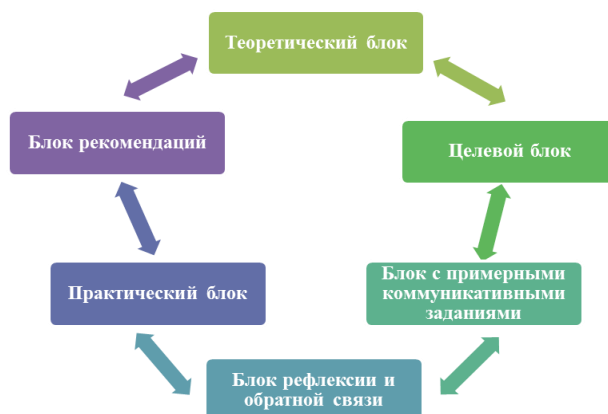 Теоретический блок
Блок рекомендаций
Целевой блок
Практический блок
Блок с примерными
коммуникативными
заданиями
Блок рефлексии и
обратной связи